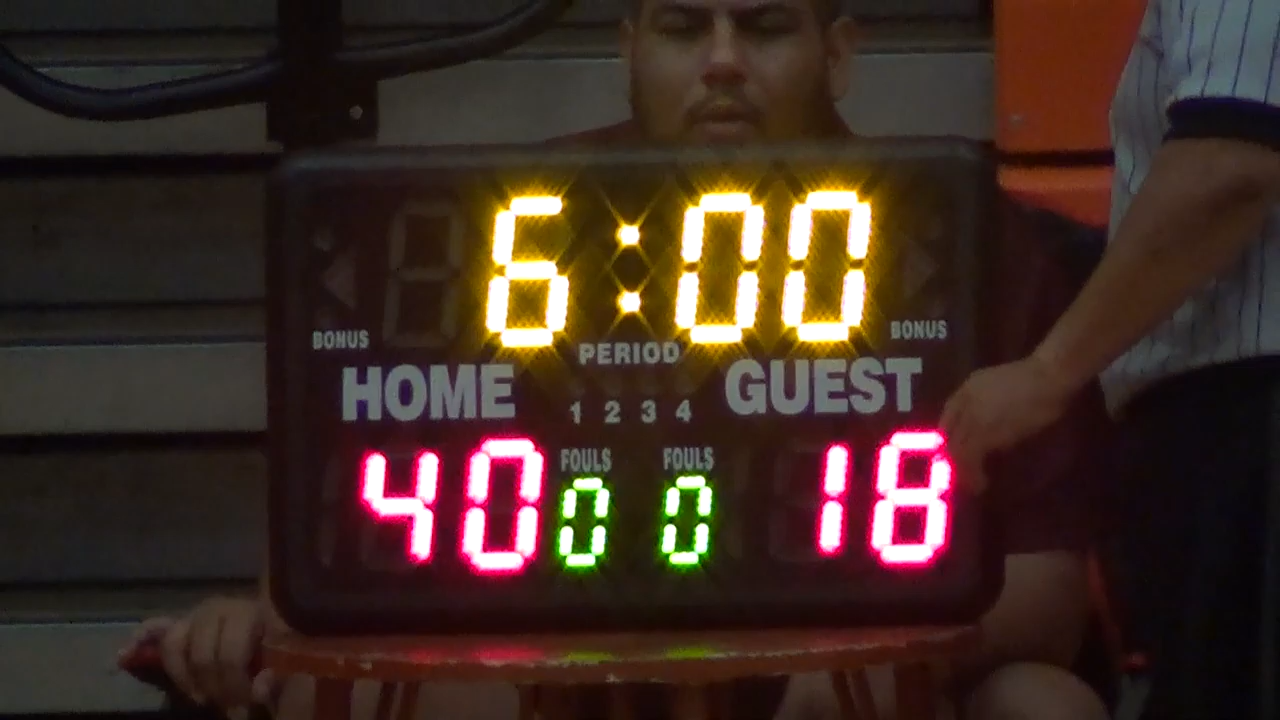 6:00
BONUS PERIOD BONUS
HOME 1 2 3 4 GUEST
FOULS FOULS
40 0 0 18